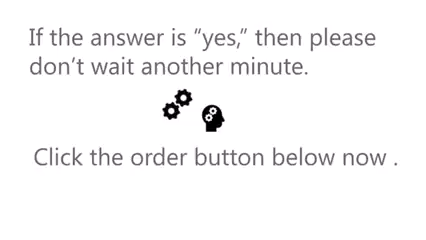 If the answer is “yes,” then please
don’t wait another minute.
Click the order button below now .